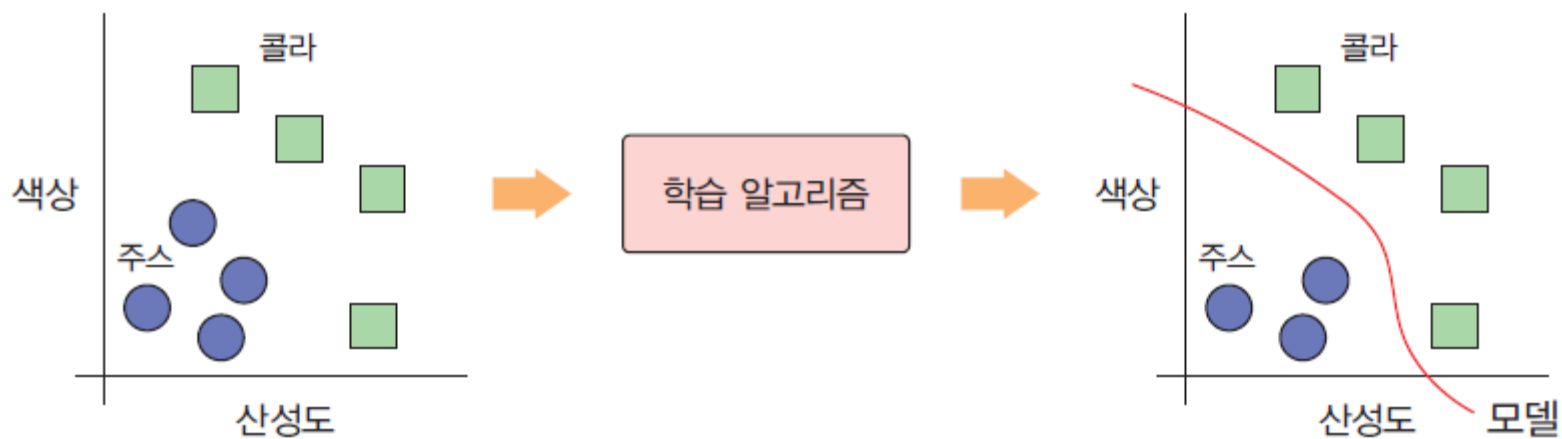 콜라
색상
주스
산성도
학습 알고리즘
콜라
색상
주스
산성도
모델